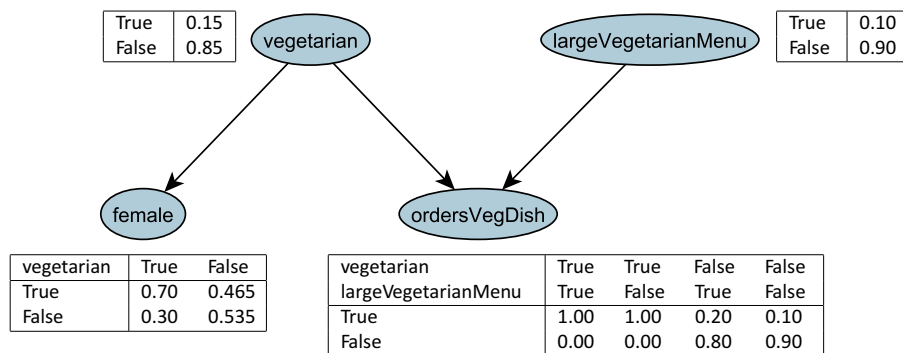 True 0.15
False 0.85
vegetarian
largeVegetarianMenu
True 0.10
False 0.90
female
ordersVegDish
vegetarian True False
True 0.70 0.465
False 0.30 0.535
vegetarian True True False False
largeVegetarianMenu True False True False
True 1.00 1.00 0.20 0.10
False 0.00 0.00 0.80 0.90